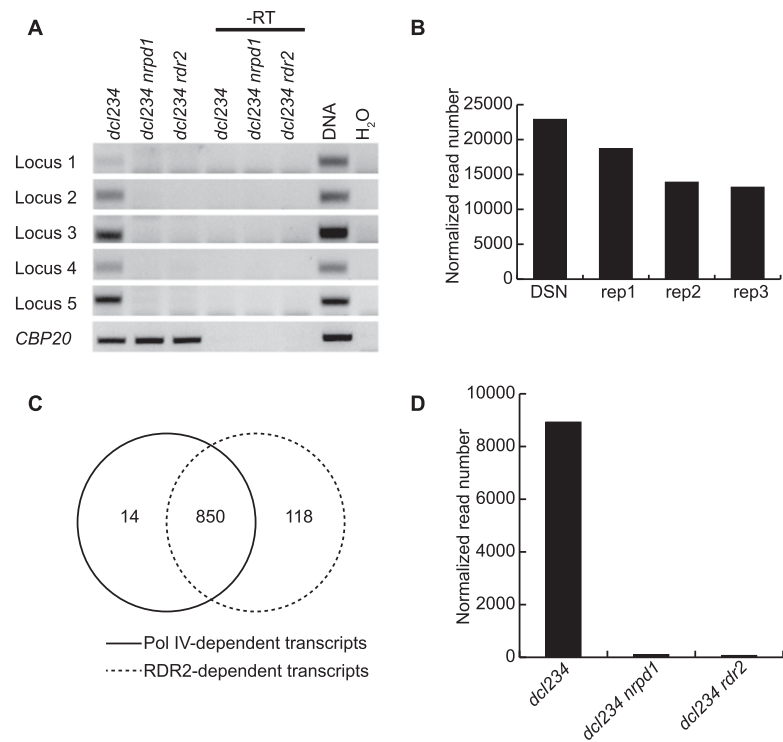 A
-RT
dcl234
dcl234 nrpd1
dcl234 rdr2
dcl234
dcl234 nrpd1
dcl234 rdr2
DNA
H2O
Locus 1
Locus 2
Locus 3
Locus 4
Locus 5
CBP20
B
Normalized read number
25000
20000
15000
10000
5000
0
DSN
rep1
rep2
rep3
C
14
850
118
Pol IV-dependent transcripts
RDR2-dependent transcripts
D
Normalized read number
10000
8000
6000
4000
2000
0
dcl234
dcl234 nrpd1
dcl234 rdr2